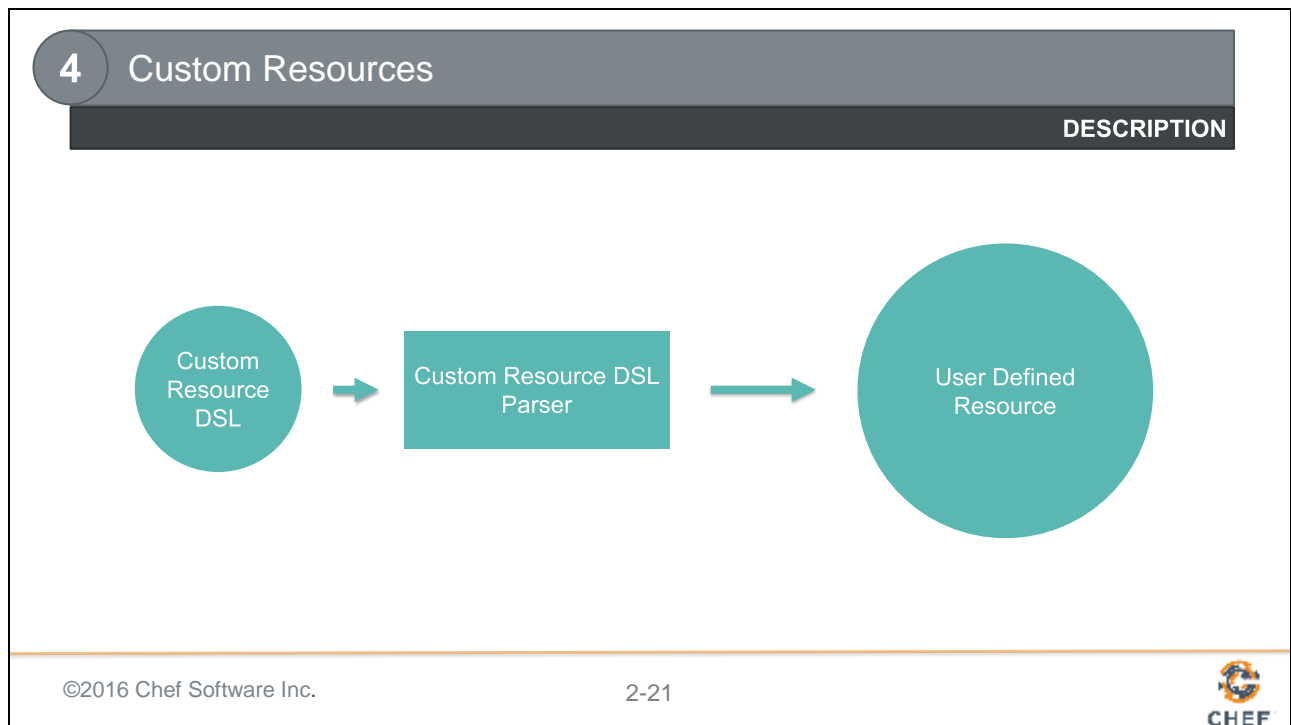 4
Custom Resources
DESCRIPTION
Custom
Resource
DSL
Custom Resource DSL
Parser
User Defined
Resource
©2016 Chef Software Inc.
2-21
CHEF